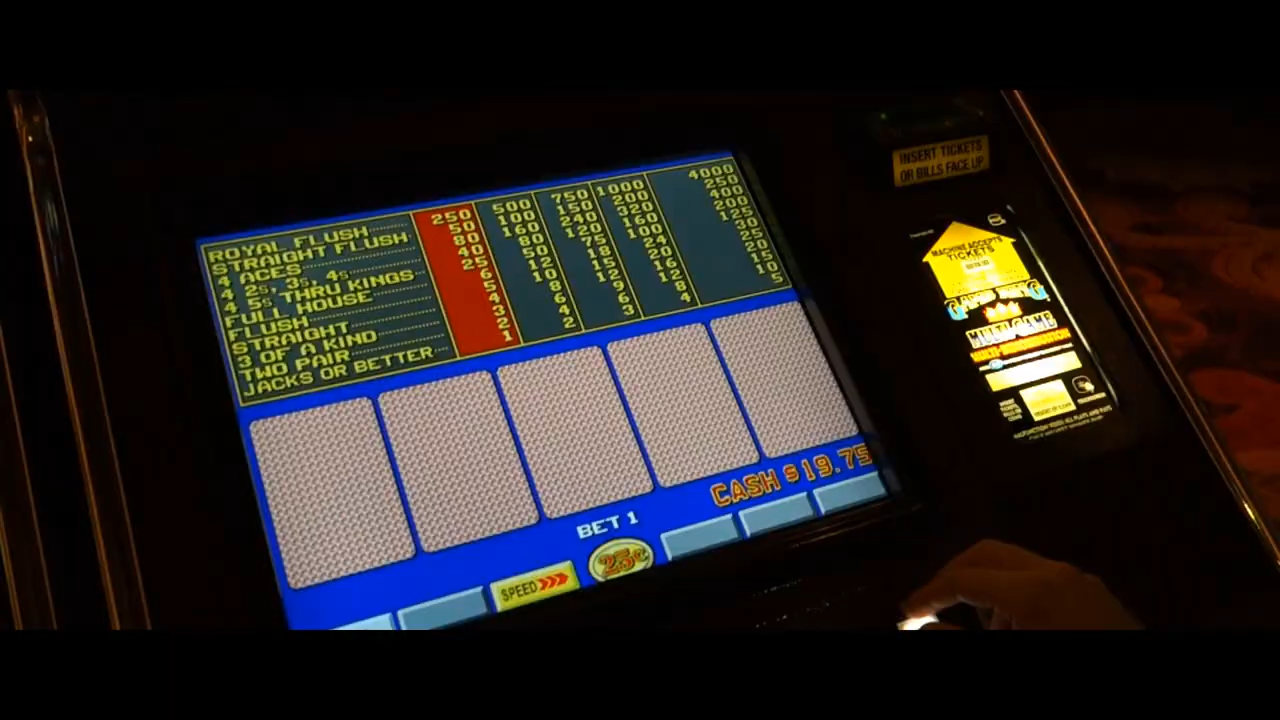 ROYAL FLUSH 250 500 750 1000 4000
STRAIGHT FLUSH 50 100 150 200 250
4 ACES 80 160 240 320 400
4 2S, 3S, 4S 40 80 120 160 200
4 5S THRU KINGS 25 50 75 100 125
FULL HOUSE 6 12 18 24 30
FLUSH 5 10 15 20 25
STRAIGHT 4 8 12 16 20
3 OF A KIND 3 6 9 12 15
TWO PAIR 2 4 6 8 10
JACKS OR BETTER 1 2 3 4 5
CASH $19.75
BET 1
SPEED
25¢
INSERT TICKETS
OR BILLS FACE UP
MACHINE ACCEPTS
TICKETS
MULTI-GAME